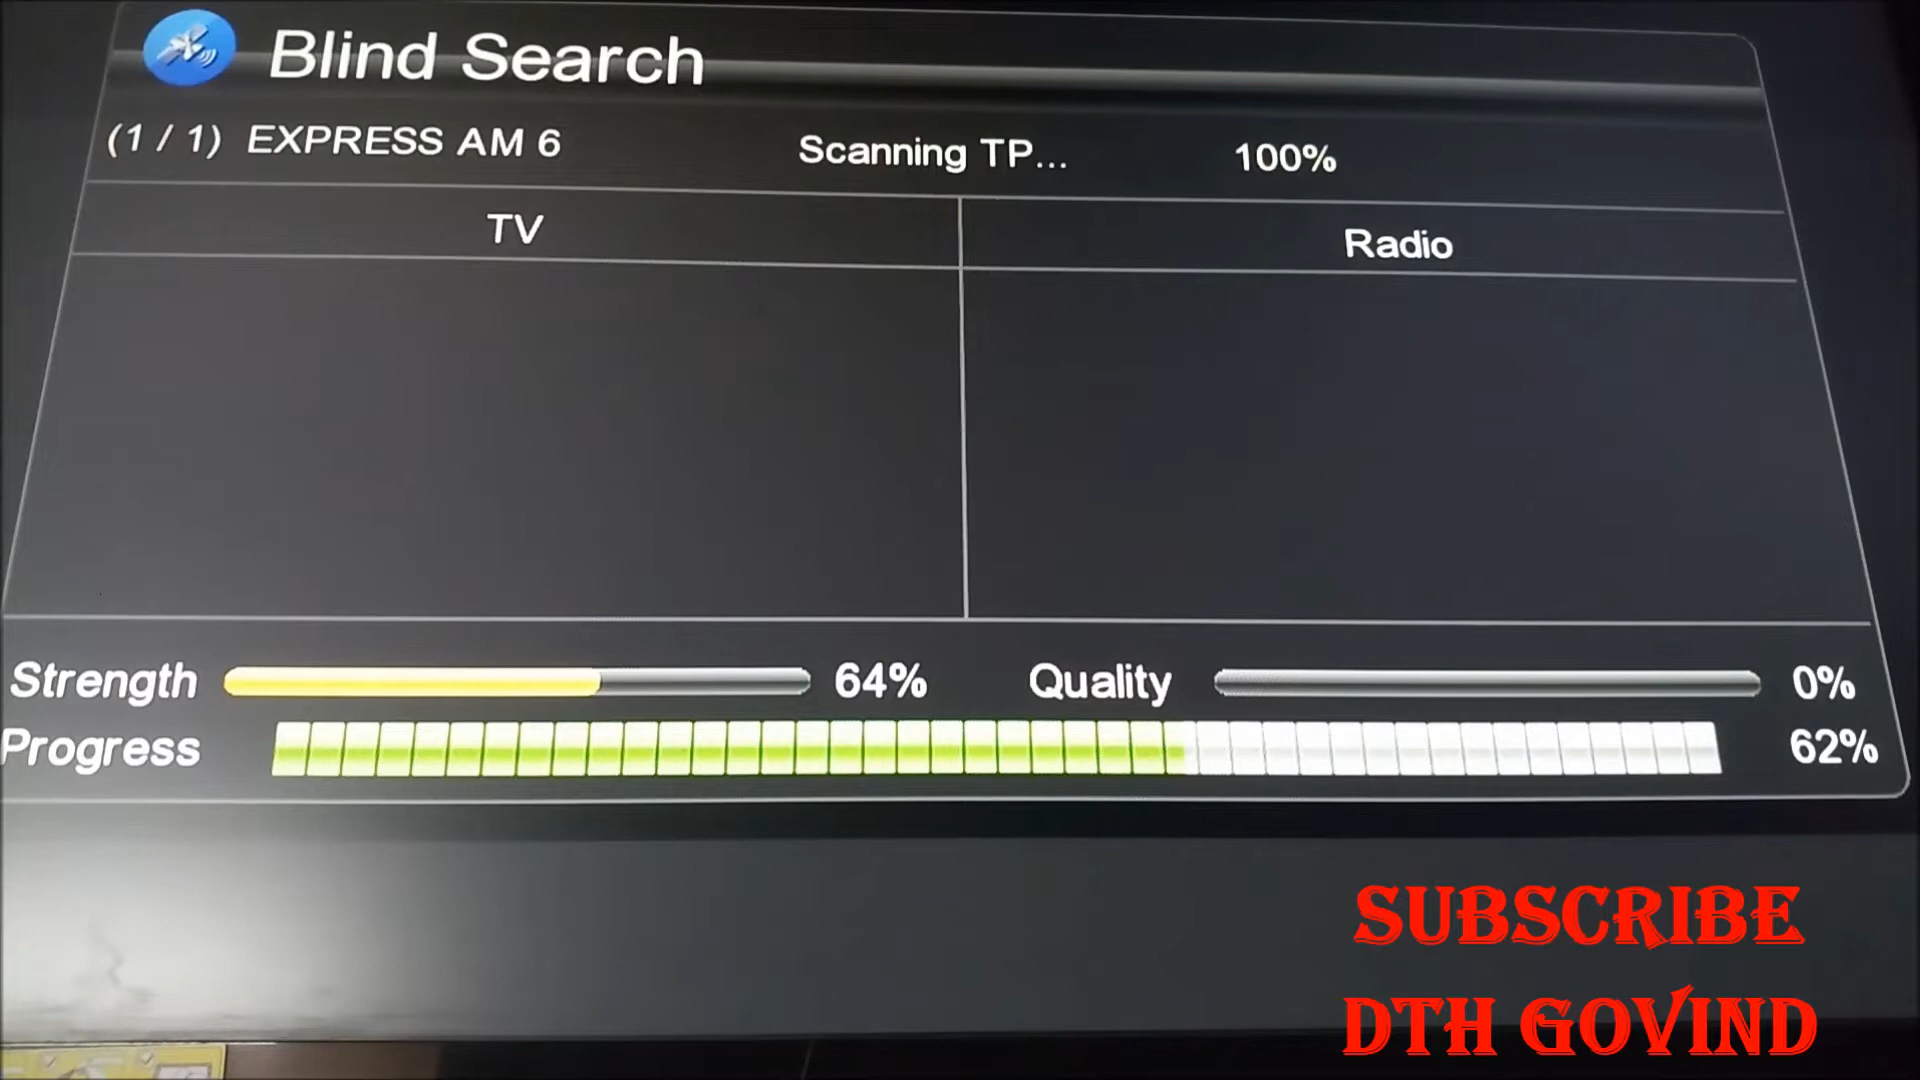 Blind Search
(1 / 1) EXPRESS AM 6 Scanning TP... 100%
TV Radio
Strength 64% Quality 0%
Progress 62%
SUBSCRIBE
DTH GOVIND